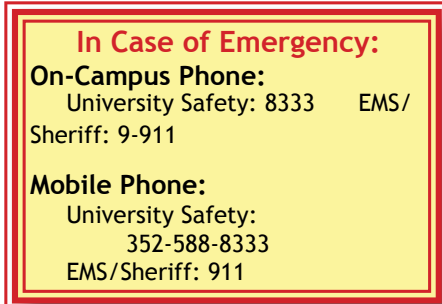 In Case of Emergency:
On-Campus Phone:
University Safety: 8333 EMS/
Sheriff: 9-911
Mobile Phone:
University Safety:
352-588-8333
EMS/Sheriff: 911